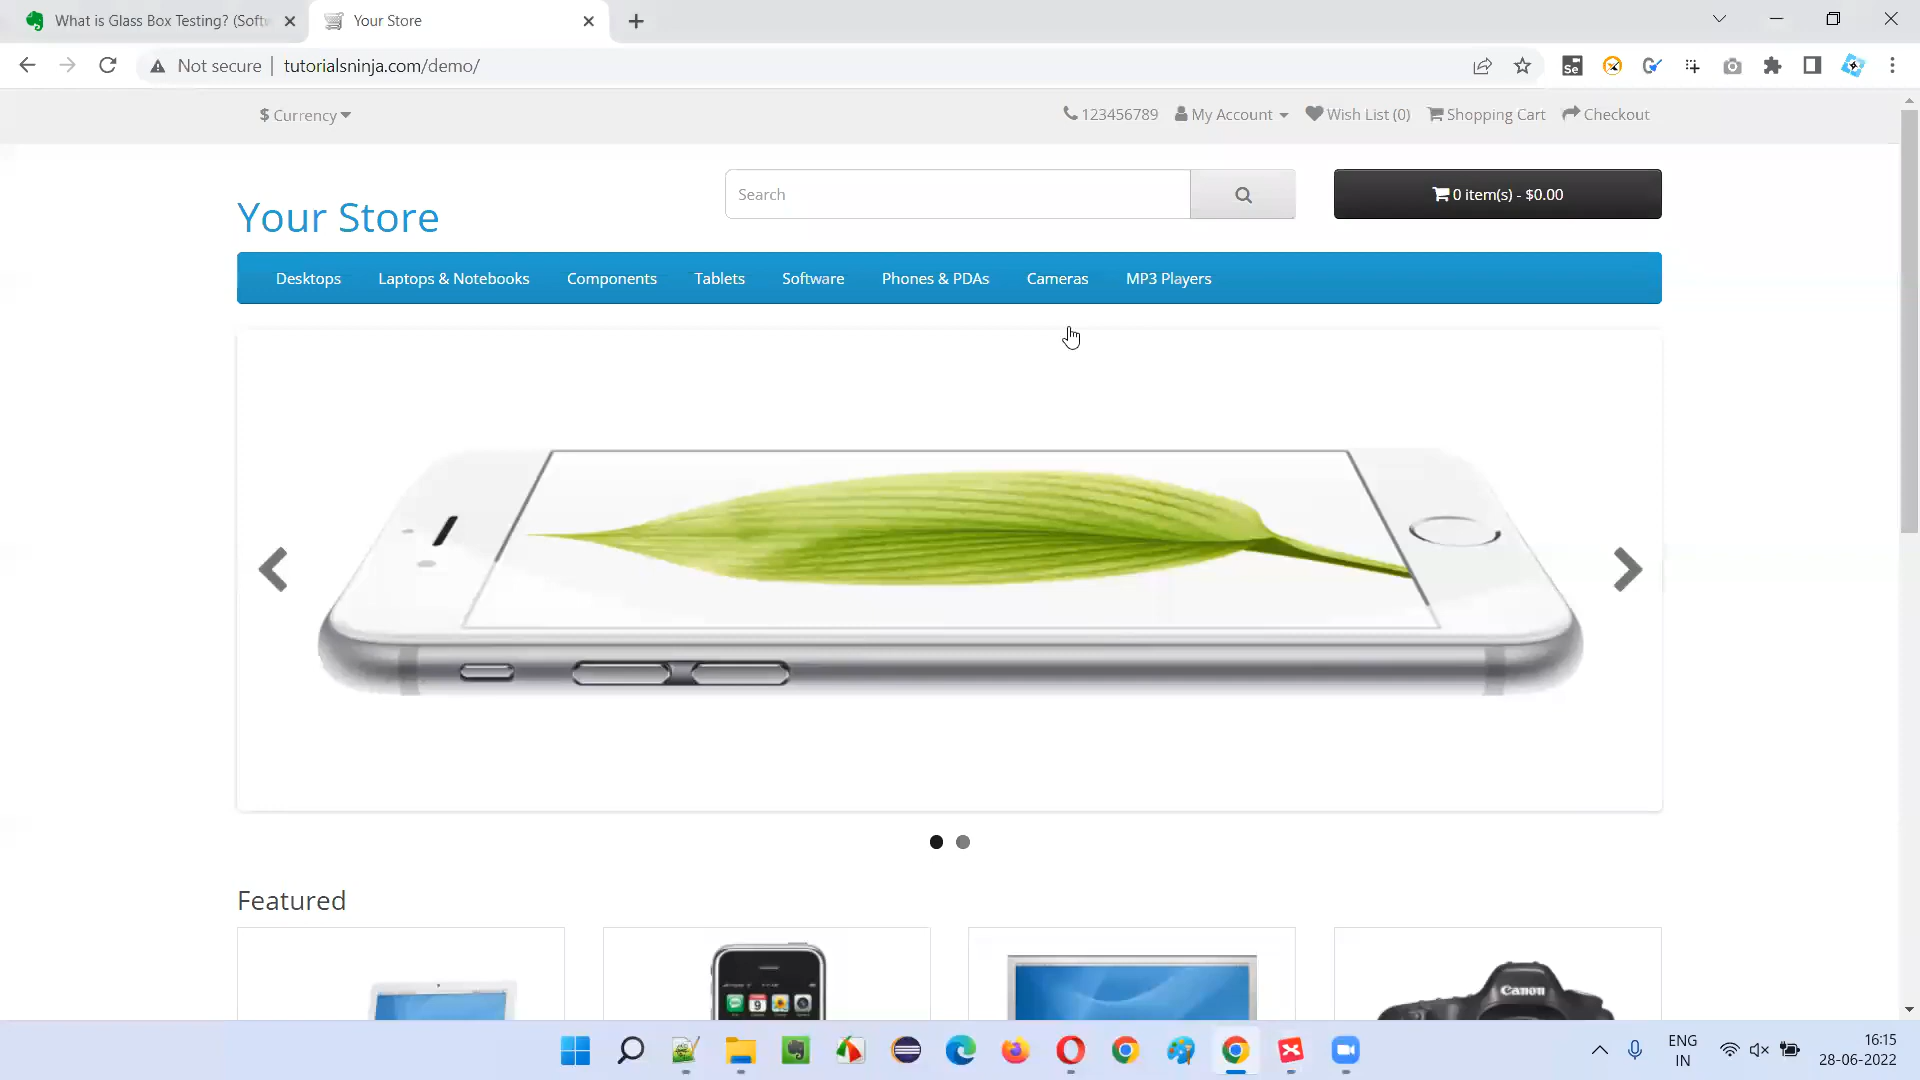 What is Glass Box Testing? (Softw
Your Store
Not secure
tutorialsninja.com/demo/
Se
$ Currency
123456789
My Account
Wish List (0)
Shopping Cart
Checkout
Your Store
Search
0 item(s) - $0.00
Desktops
Laptops & Notebooks
Components
Tablets
Software
Phones & PDAs
Cameras
MP3 Players
Featured
Canon
ENG
IN
16:15
28-06-2022